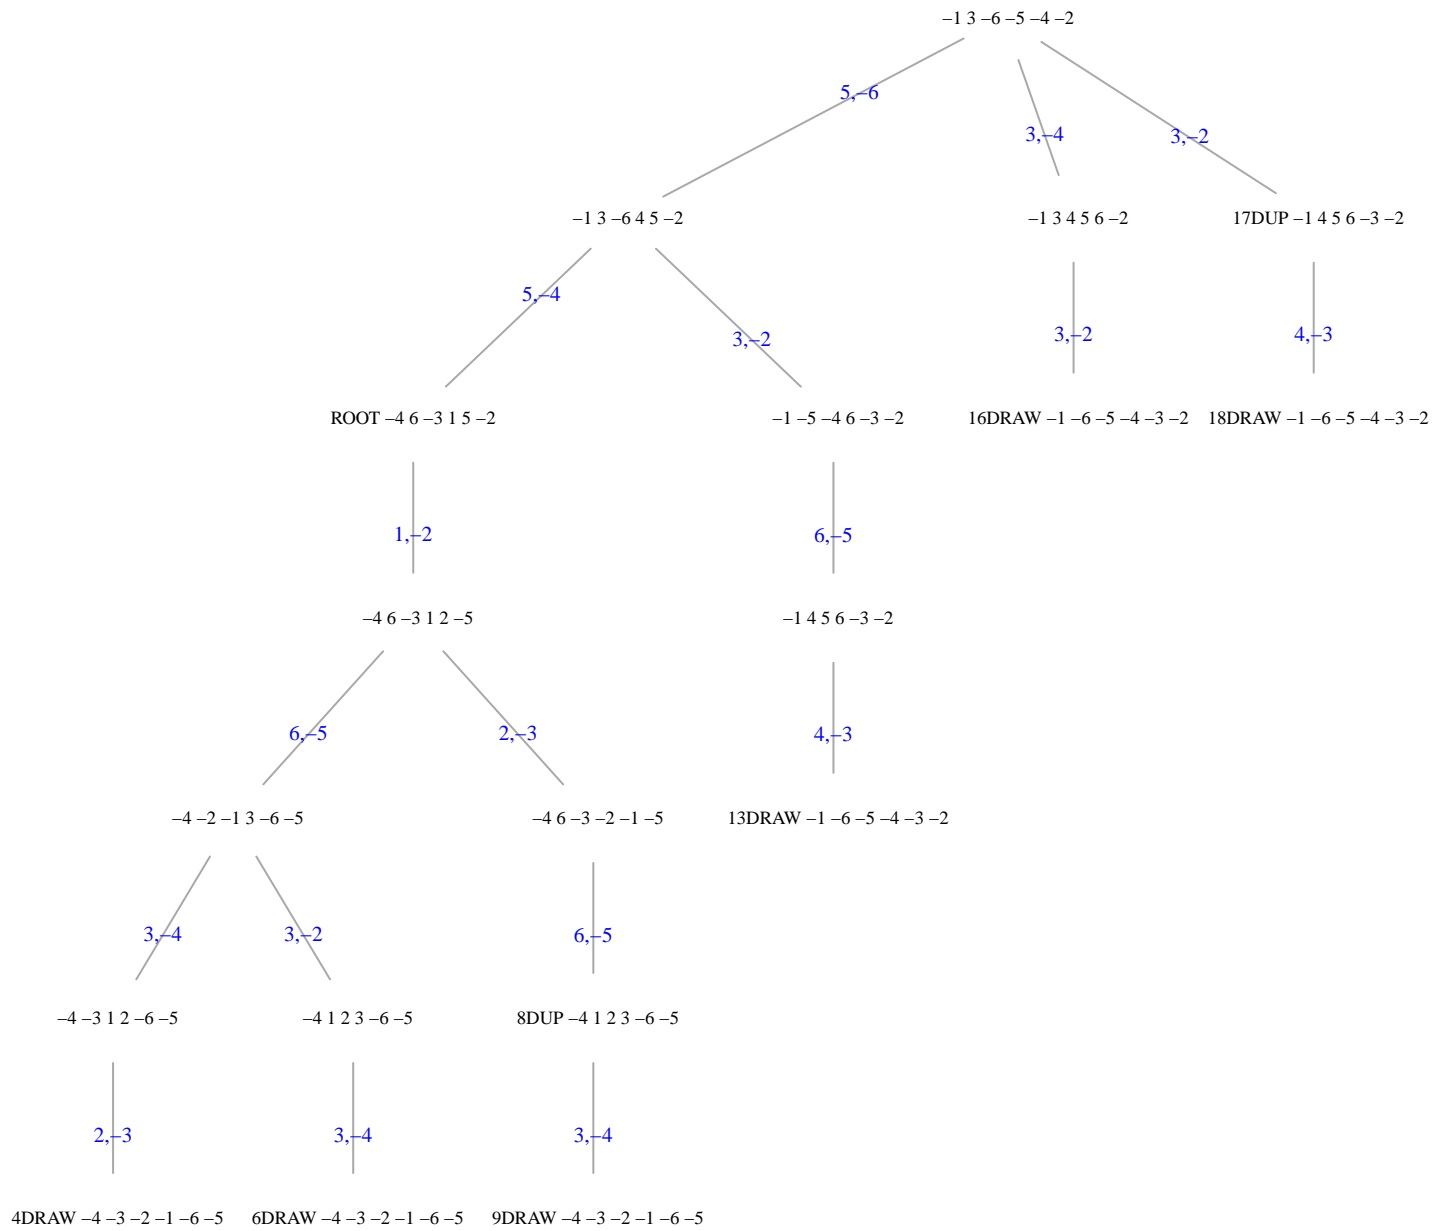 –1 3 –6 –5 –4 –2
5,–6
3,–4
3,–2
–1 3 –6 4 5 –2
–1 3 4 5 6 –2
17DUP –1 4 5 6 –3 –2
5,–4
3,–2
3,–2
4,–3
ROOT –4 6 –3 1 5 –2
–1 –5 –4 6 –3 –2
16DRAW –1 –6 –5 –4 –3 –2
18DRAW –1 –6 –5 –4 –3 –2
1,–2
6,–5
–4 6 –3 1 2 –5
–1 4 5 6 –3 –2
6,–5
2,–3
4,–3
–4 –2 –1 3 –6 –5
–4 6 –3 –2 –1 –5
13DRAW –1 –6 –5 –4 –3 –2
3,–4
3,–2
6,–5
–4 –3 1 2 –6 –5
–4 1 2 3 –6 –5
8DUP –4 1 2 3 –6 –5
2,–3
3,–4
3,–4
4DRAW –4 –3 –2 –1 –6 –5
6DRAW –4 –3 –2 –1 –6 –5
9DRAW –4 –3 –2 –1 –6 –5